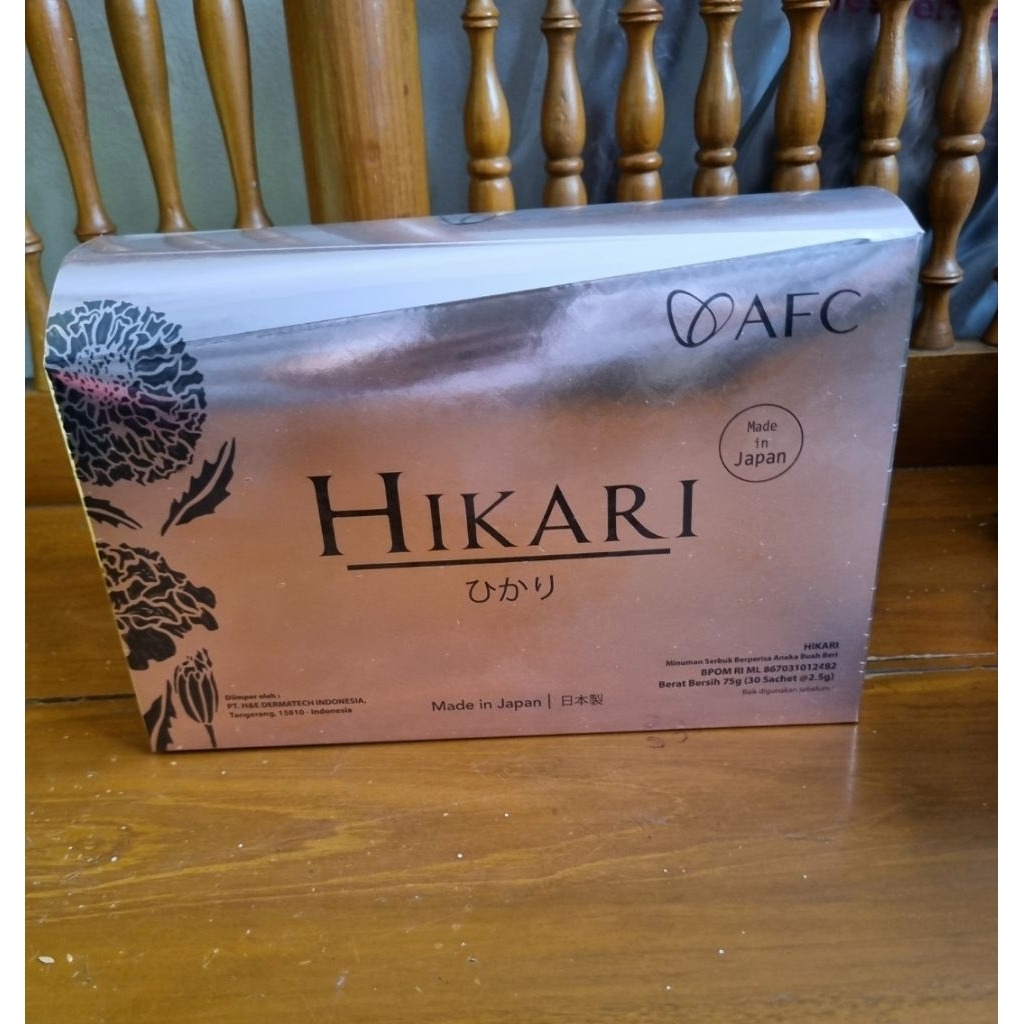 AFC
Made
in
Japan
HIKARI
ひかり
HIKARI
Minuman Serbuk Berperisa Aneka Buah Beri
BPOM RI ML 867031012482
Berat Bersih 75g (30 Sachet @2.5g)
Baik digunakan sebelum :
Diimpor oleh :
PT. H&E DERMATECH INDONESIA,
Tangerang, 15810 - Indonesia
Made in Japan | 日本製